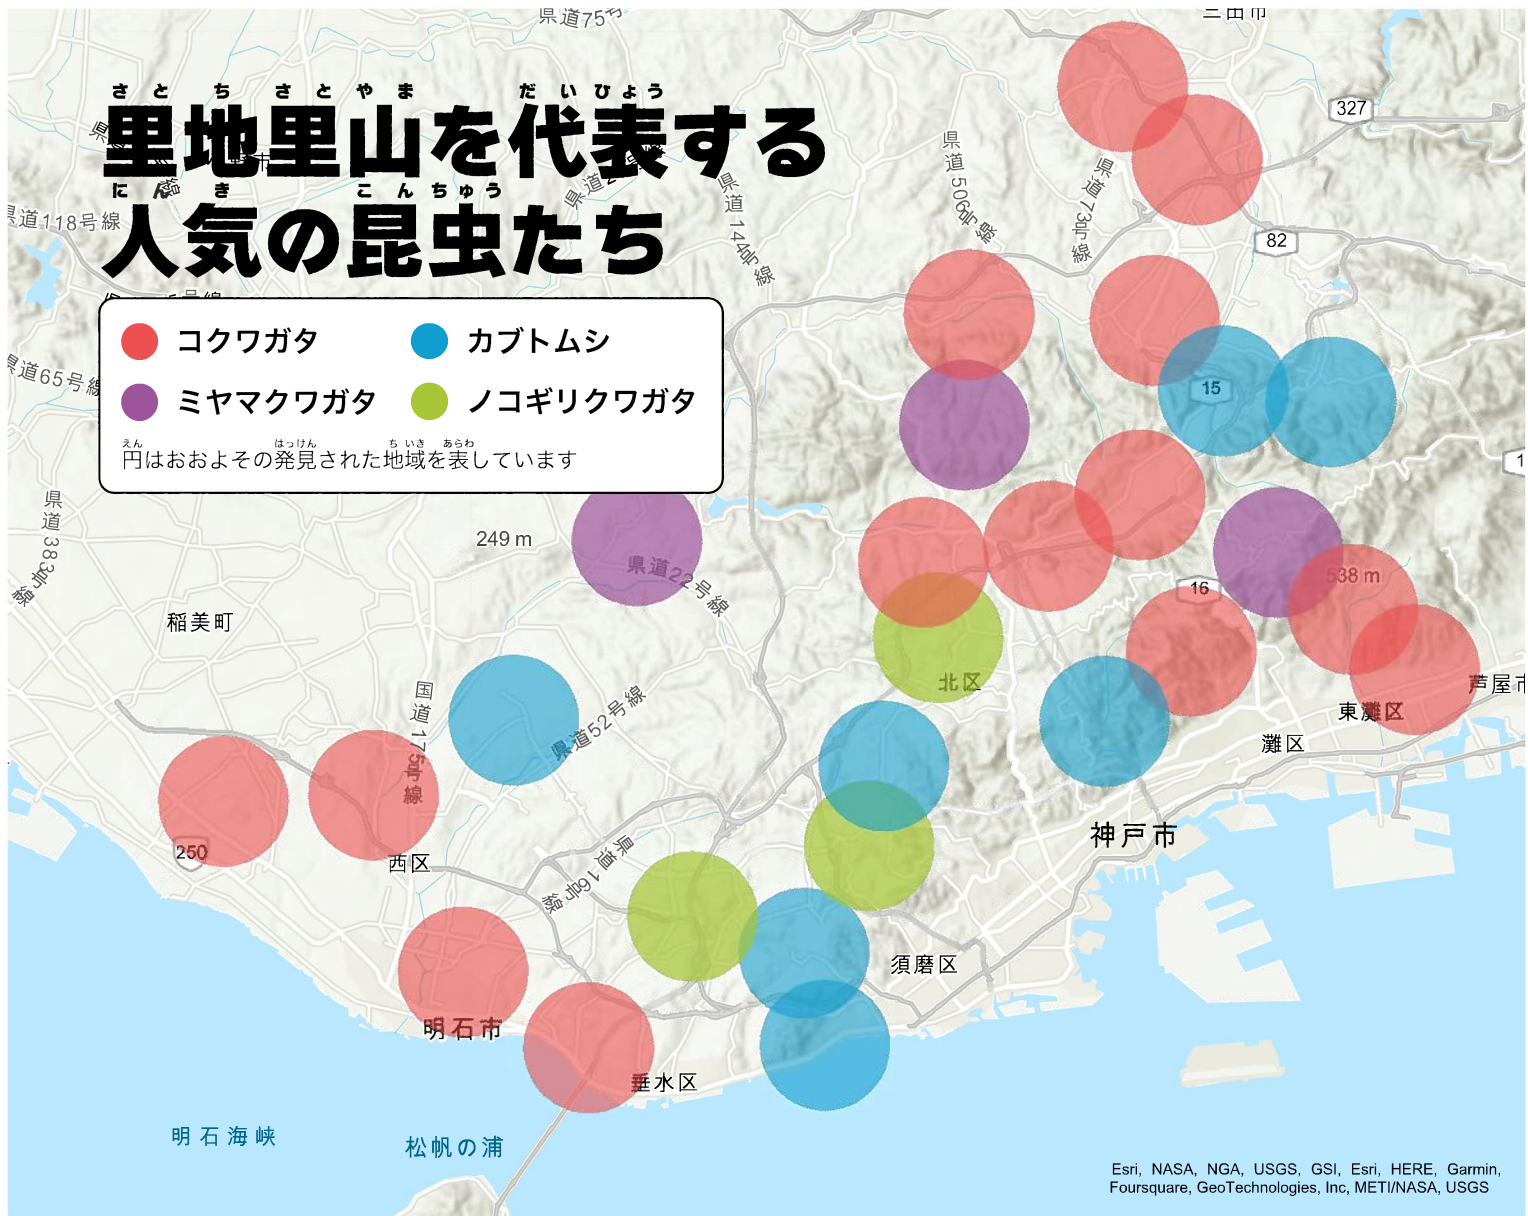 三田市
県道75号
さとちさとやま だいひょう
里地里山を代表する
にんき こんちゅう
人気の昆虫たち
コクワガタ
カブトムシ
ミヤマクワガタ
ノコギリクワガタ
えん はっけん ちいき あらわ
円はおおよその発見された地域を表しています
県道118号線
県道65号線
県道383号線
県道144号線
県道506号線
県道73号線
327
82
15
249 m
県道22号線
538 m
16
稲美町
国道175号線
県道52号線
北区
芦屋市
東灘区
灘区
神戸市
250
西区
県道16号線
須磨区
明石市
垂水区
明石海峡
松帆の浦
Esri, NASA, NGA, USGS, GSI, Esri, HERE, Garmin,
Foursquare, GeoTechnologies, Inc, METI/NASA, USGS